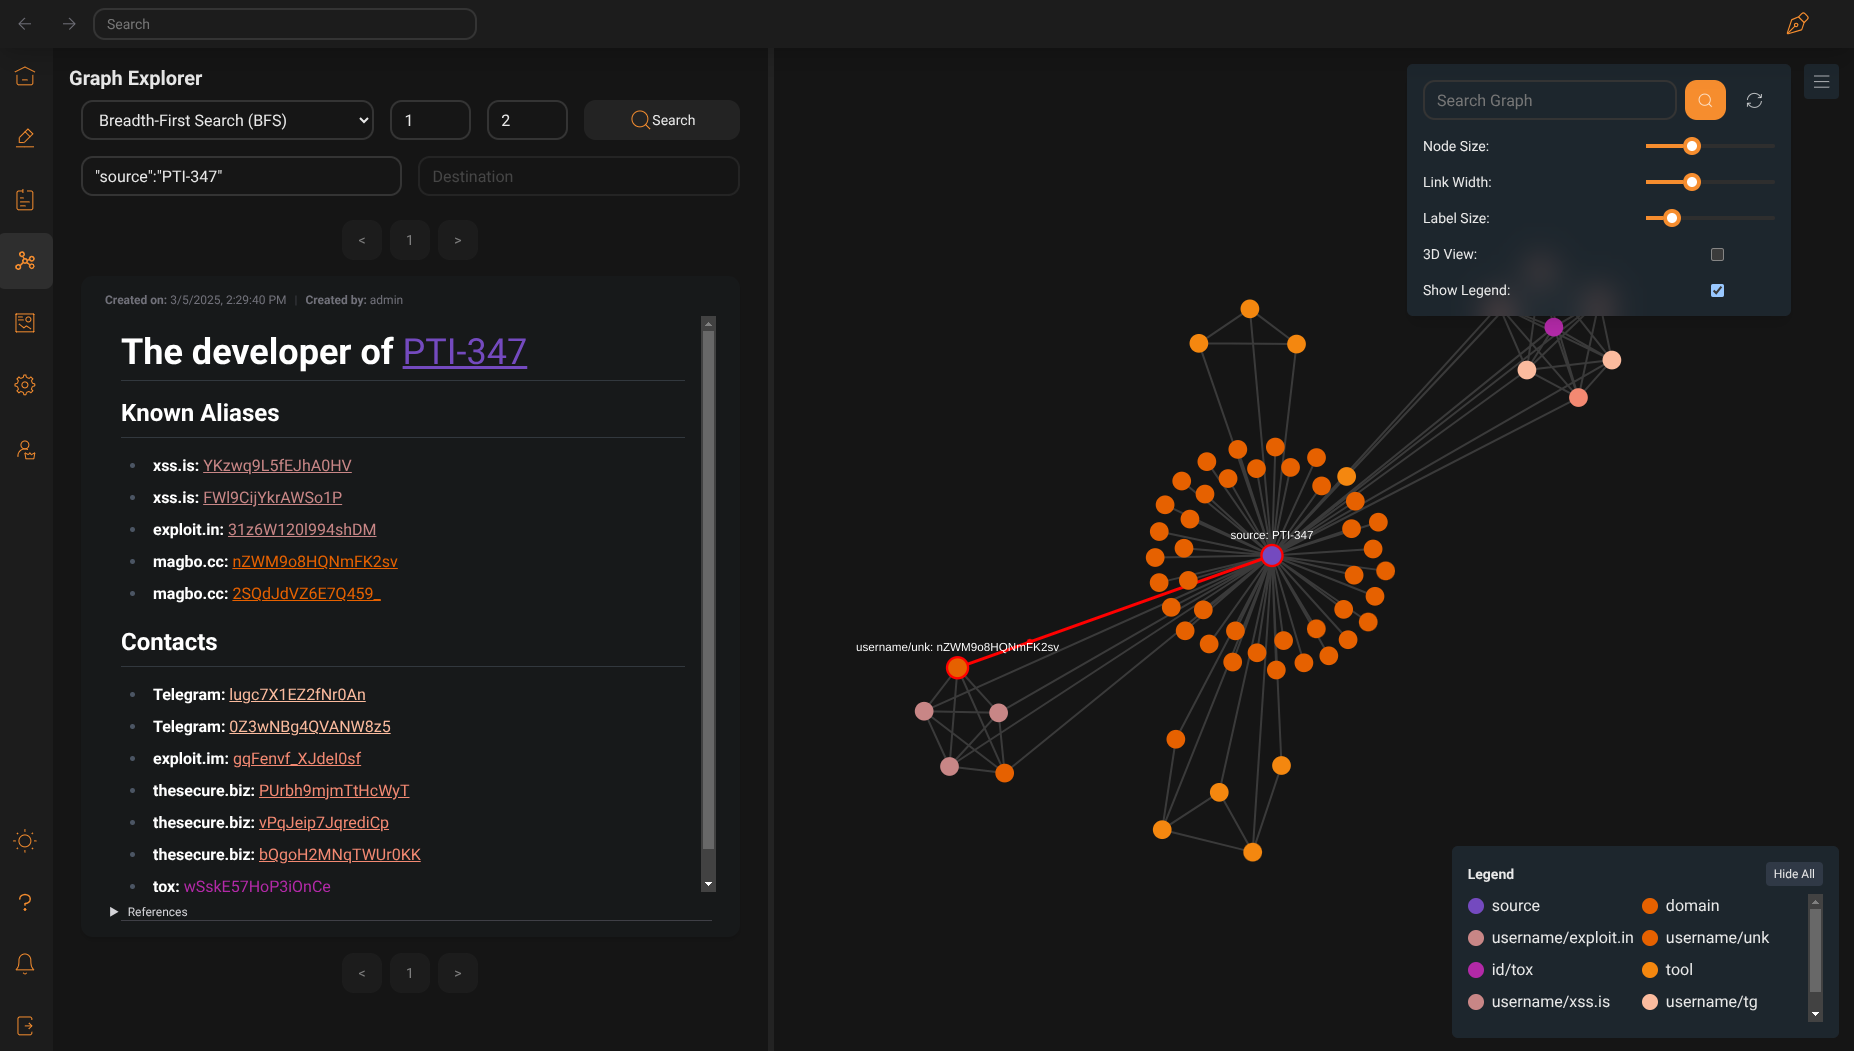 Search
Graph Explorer
Breadth-First Search (BFS)
1
2
Search
"source":"PTI-347"
Destination
<
1
>
Created on: 3/5/2025, 2:29:40 PM | Created by: admin
The developer of PTI-347
Known Aliases
xss.is: YKzwq9L5fEJhA0HV
xss.is: FWl9CijYkrAWSo1P
exploit.in: 31z6W120l994shDM
magbo.cc: nZWM9o8HQNmFK2sv
magbo.cc: 2SQdJdVZ6E7Q459_
Contacts
Telegram: lugc7X1EZ2fNr0An
Telegram: 0Z3wNBg4QVANW8z5
exploit.im: gqFenvf_XJdeI0sf
thesecure.biz: PUrbh9mjmTtHcWyT
thesecure.biz: vPqJeip7JqrediCp
thesecure.biz: bQgoH2MNqTWUr0KK
tox: wSskE57HoP3iOnCe
References
<
1
>
Search Graph
Node Size:
Link Width:
Label Size:
3D View:
Show Legend:
source: PTI-347
username/unk: nZWM9o8HQNmFK2sv
Legend
Hide All
source
domain
username/exploit.in
username/unk
id/tox
tool
username/xss.is
username/tg